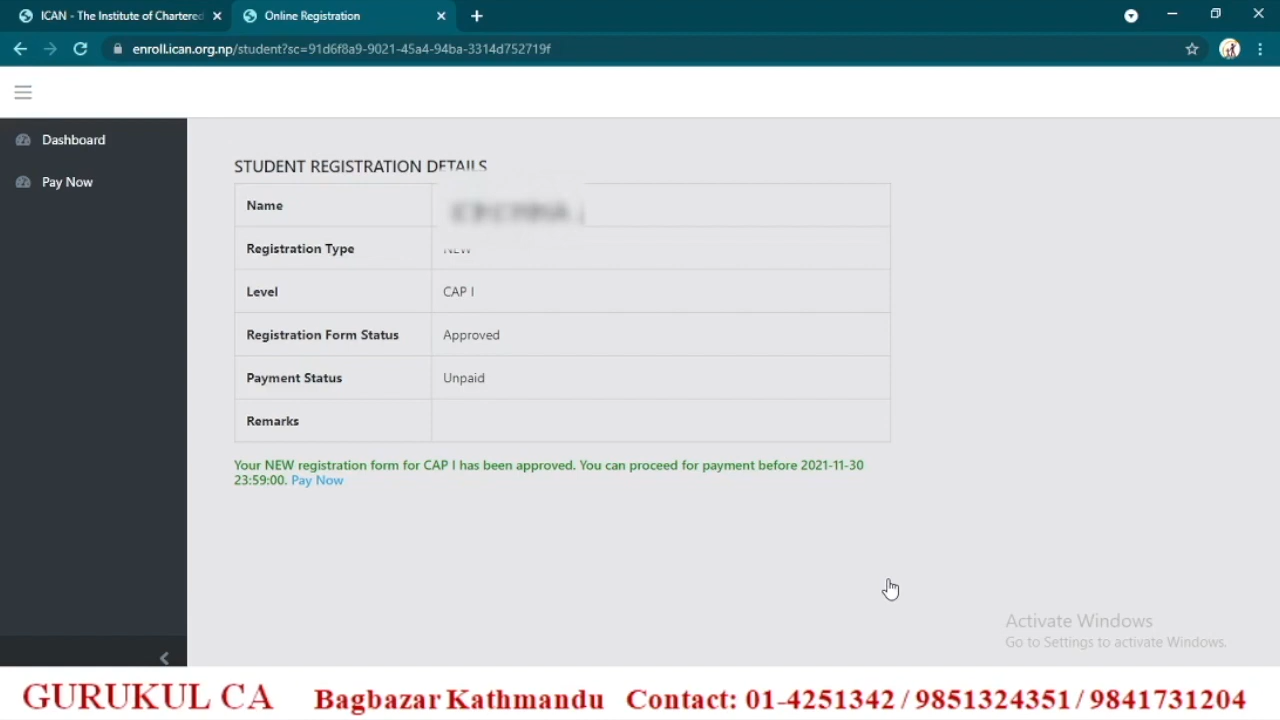 ICAN - The Institute of Chartered
Online Registration
enroll.ican.org.np/student?sc=91d6f8a9-9021-45a4-94ba-3314d752719f
Dashboard
Pay Now
STUDENT REGISTRATION DETAILS
Name
Registration Type NEW
Level CAP I
Registration Form Status Approved
Payment Status Unpaid
Remarks
Your NEW registration form for CAP I has been approved. You can proceed for payment before 2021-11-30
23:59:00. Pay Now
Activate Windows
Go to Settings to activate Windows.
GURUKUL CA Bagbazar Kathmandu Contact: 01-4251342 / 9851324351 / 9841731204